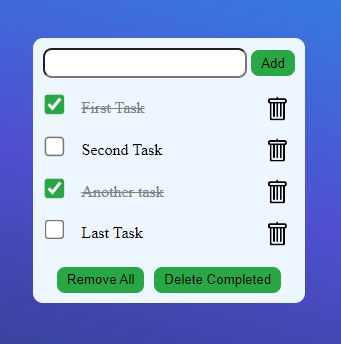 Add
First Task
Second Task
Another task
Last Task
Remove All Delete Completed